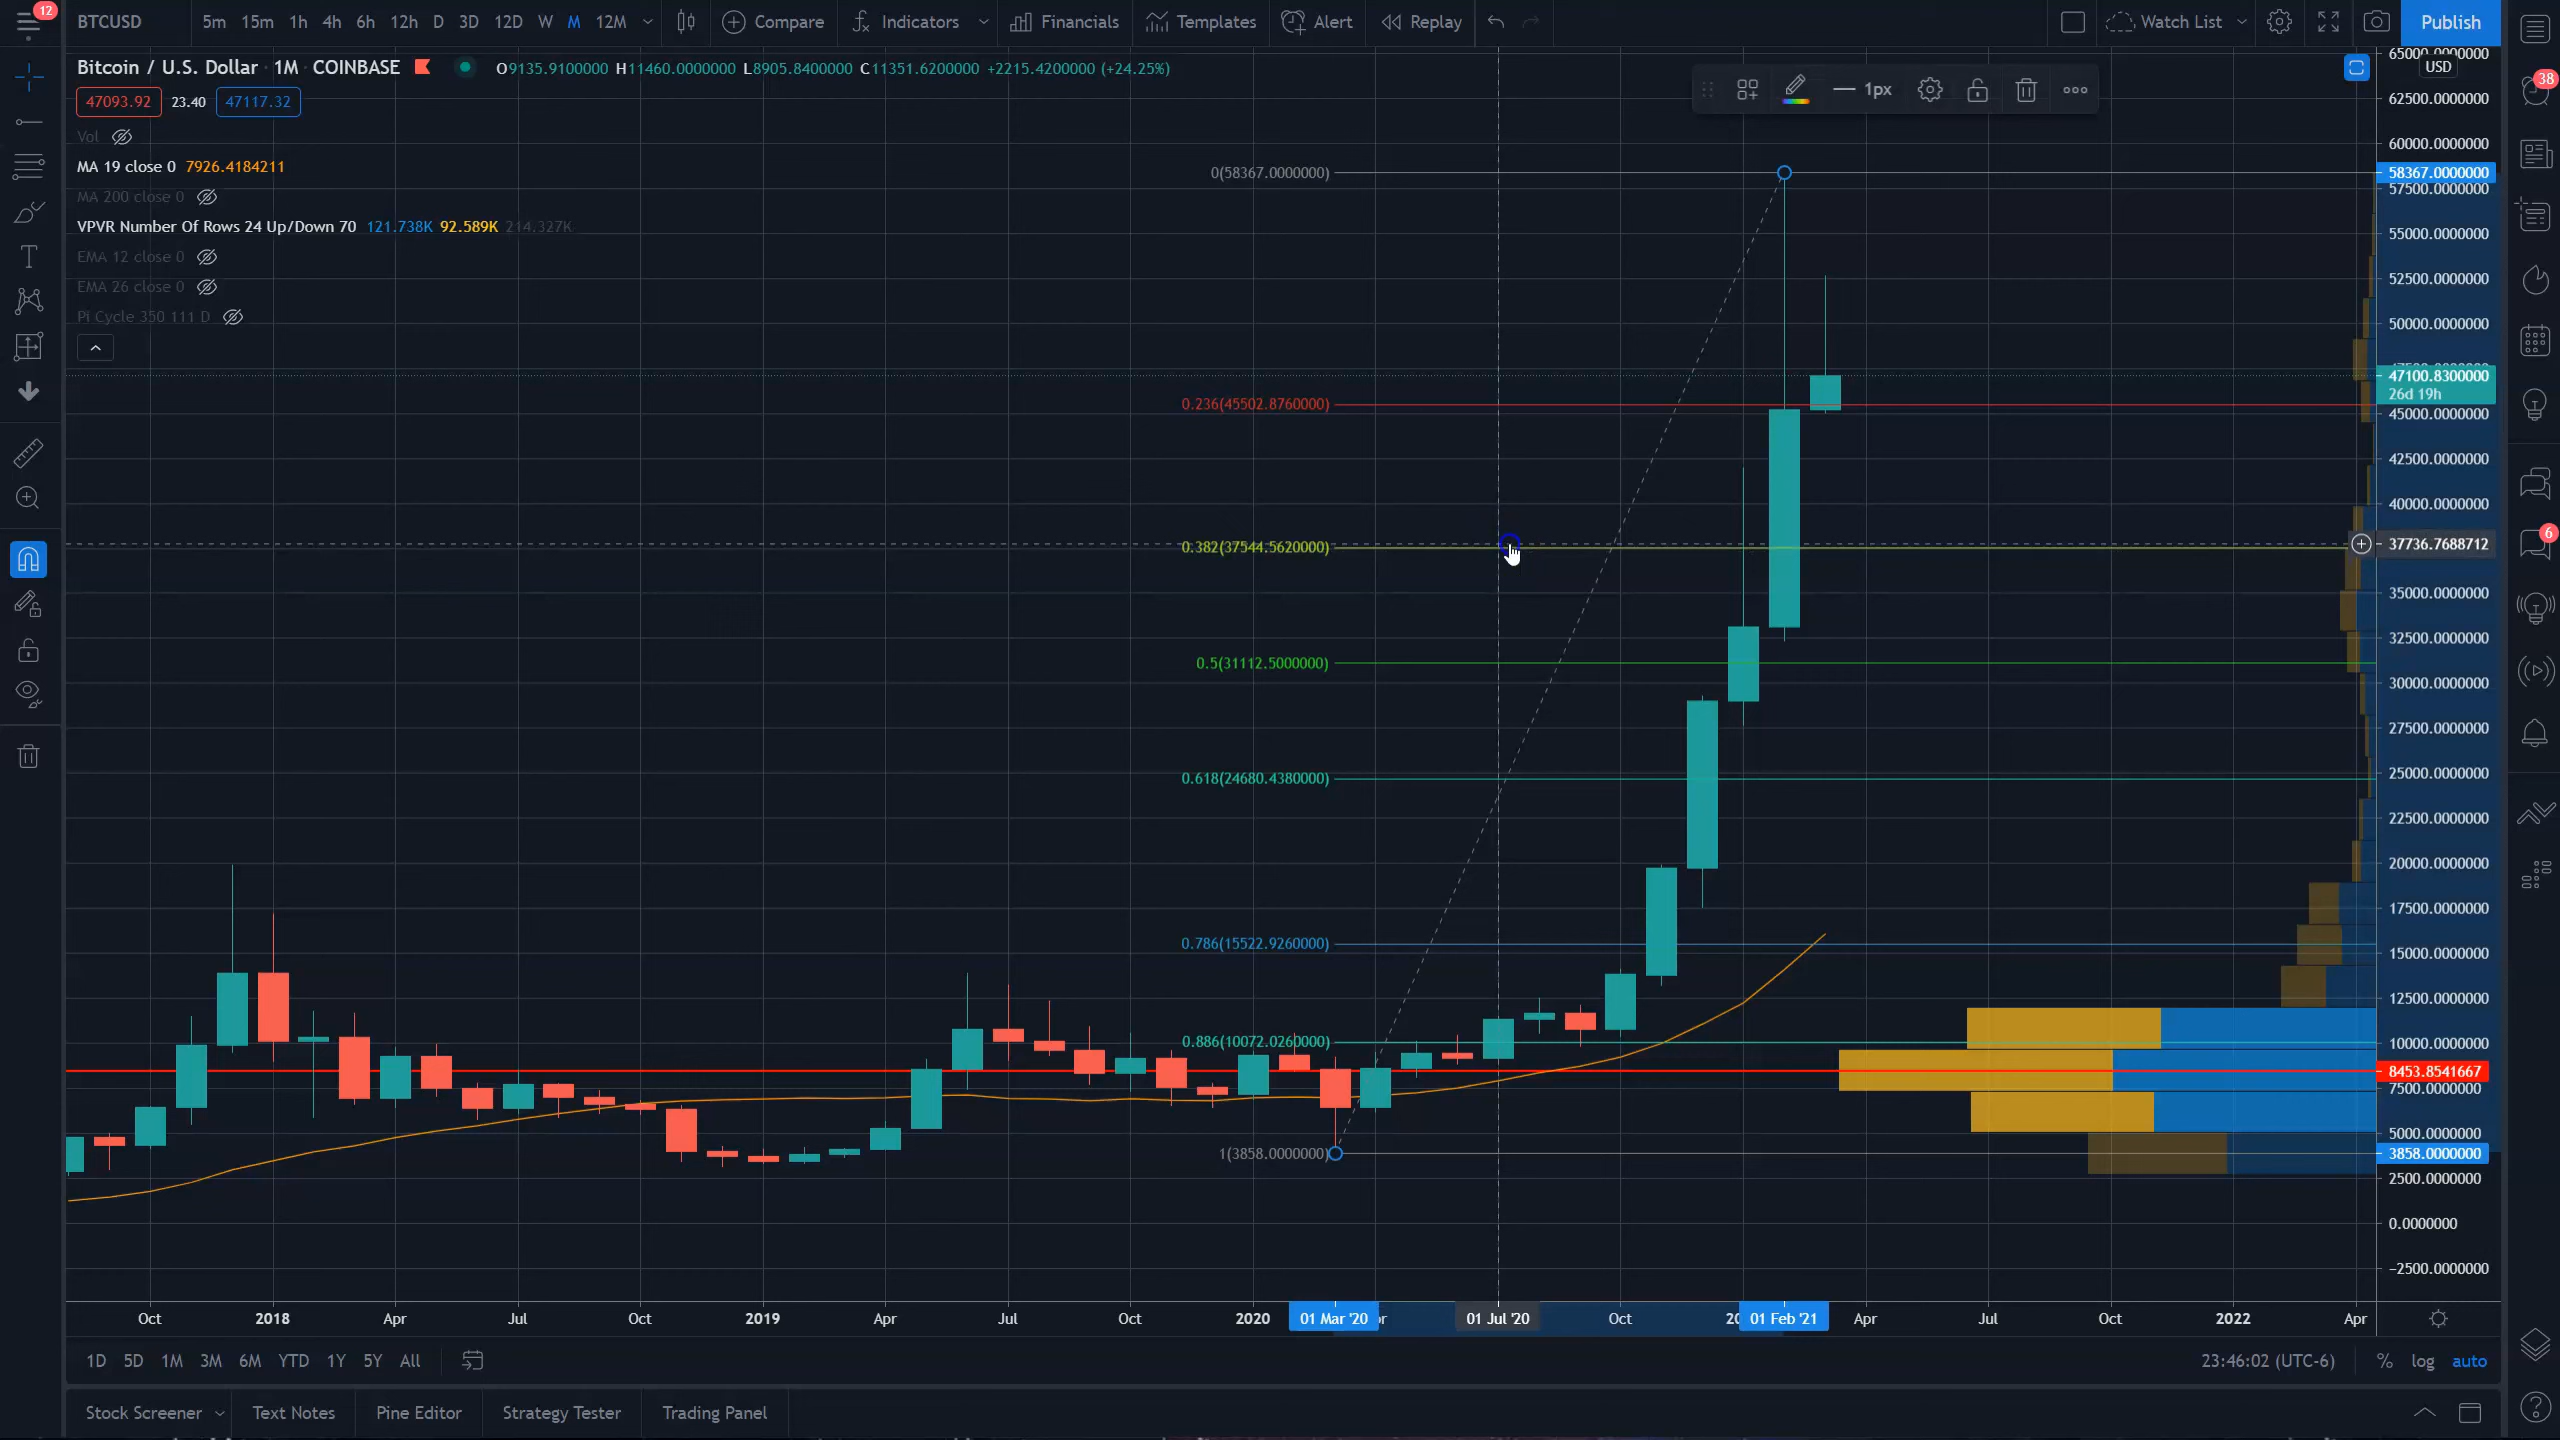 12
BTCUSD 5m 15m 1h 4h 6h 12h D 3D 12D W M 12M Compare Indicators Financials Templates Alert Replay Watch List Publish
Bitcoin / U.S. Dollar · 1M · COINBASE O9135.9100000 H11460.0000000 L8905.8400000 C11351.6200000 +2215.4200000 (+24.25%)
47093.92 23.40 47117.32
Vol
MA 19 close 0 7926.4184211
MA 200 close 0
VPVR Number Of Rows 24 Up/Down 70 121.738K 92.589K 214.327K
EMA 12 close 0
EMA 26 close 0
Pi Cycle 350 111 D
1px
0(58367.0000000)
0.236(45502.8760000)
0.382(37544.5620000)
0.5(31112.5000000)
0.618(24680.4380000)
0.786(15522.9260000)
0.886(10072.0260000)
1(3858.0000000)
65000.0000000
USD
62500.0000000
60000.0000000
58367.0000000
57500.0000000
55000.0000000
52500.0000000
50000.0000000
47100.8300000
26d 19h
45000.0000000
42500.0000000
40000.0000000
37736.7688712
35000.0000000
32500.0000000
30000.0000000
27500.0000000
25000.0000000
22500.0000000
20000.0000000
17500.0000000
15000.0000000
12500.0000000
10000.0000000
8453.8541667
7500.0000000
5000.0000000
3858.0000000
2500.0000000
0.0000000
−2500.0000000
38
6
Oct 2018 Apr Jul Oct 2019 Apr Jul Oct 2020 01 Mar '20 01 Jul '20 Oct 01 Feb '21 Apr Jul Oct 2022 Apr
1D 5D 1M 3M 6M YTD 1Y 5Y All 23:46:02 (UTC-6) % log auto
Stock Screener Text Notes Pine Editor Strategy Tester Trading Panel